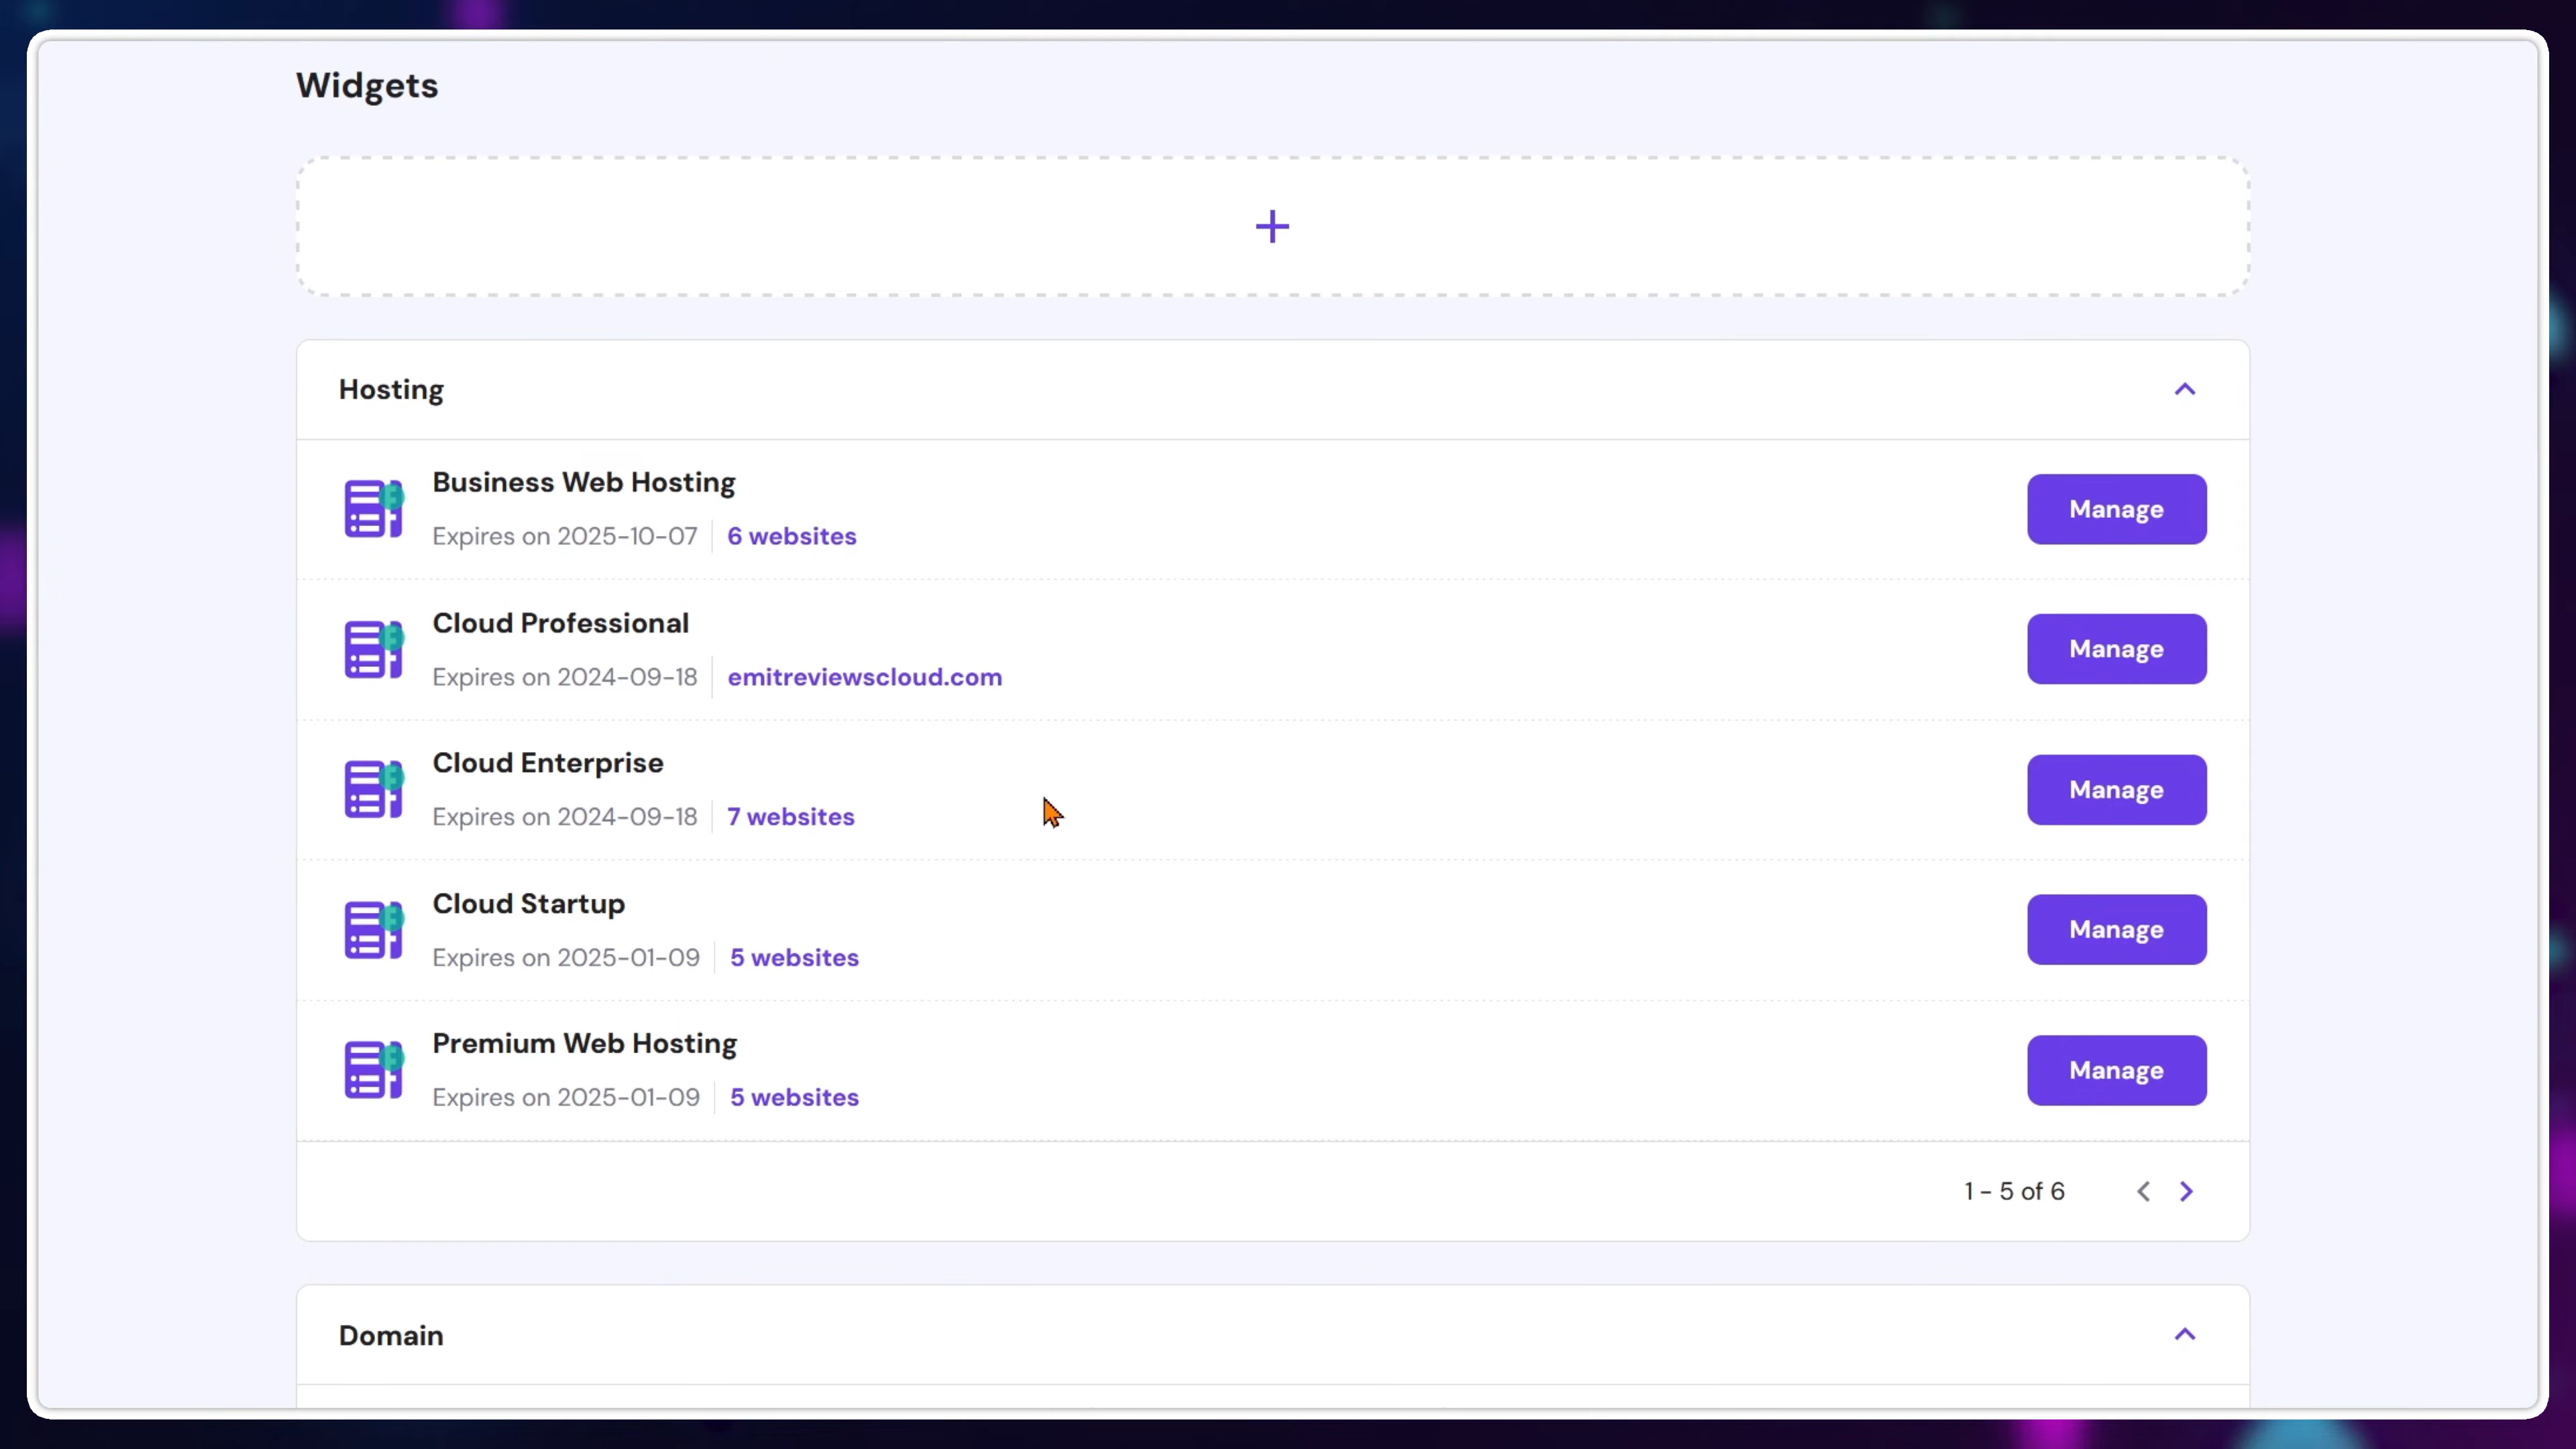 Widgets
Hosting
Business Web Hosting
Expires on 2025-10-07 6 websites
Manage
Cloud Professional
Expires on 2024-09-18 emitreviewscloud.com
Manage
Cloud Enterprise
Expires on 2024-09-18 7 websites
Manage
Cloud Startup
Expires on 2025-01-09 5 websites
Manage
Premium Web Hosting
Expires on 2025-01-09 5 websites
Manage
1 - 5 of 6
Domain